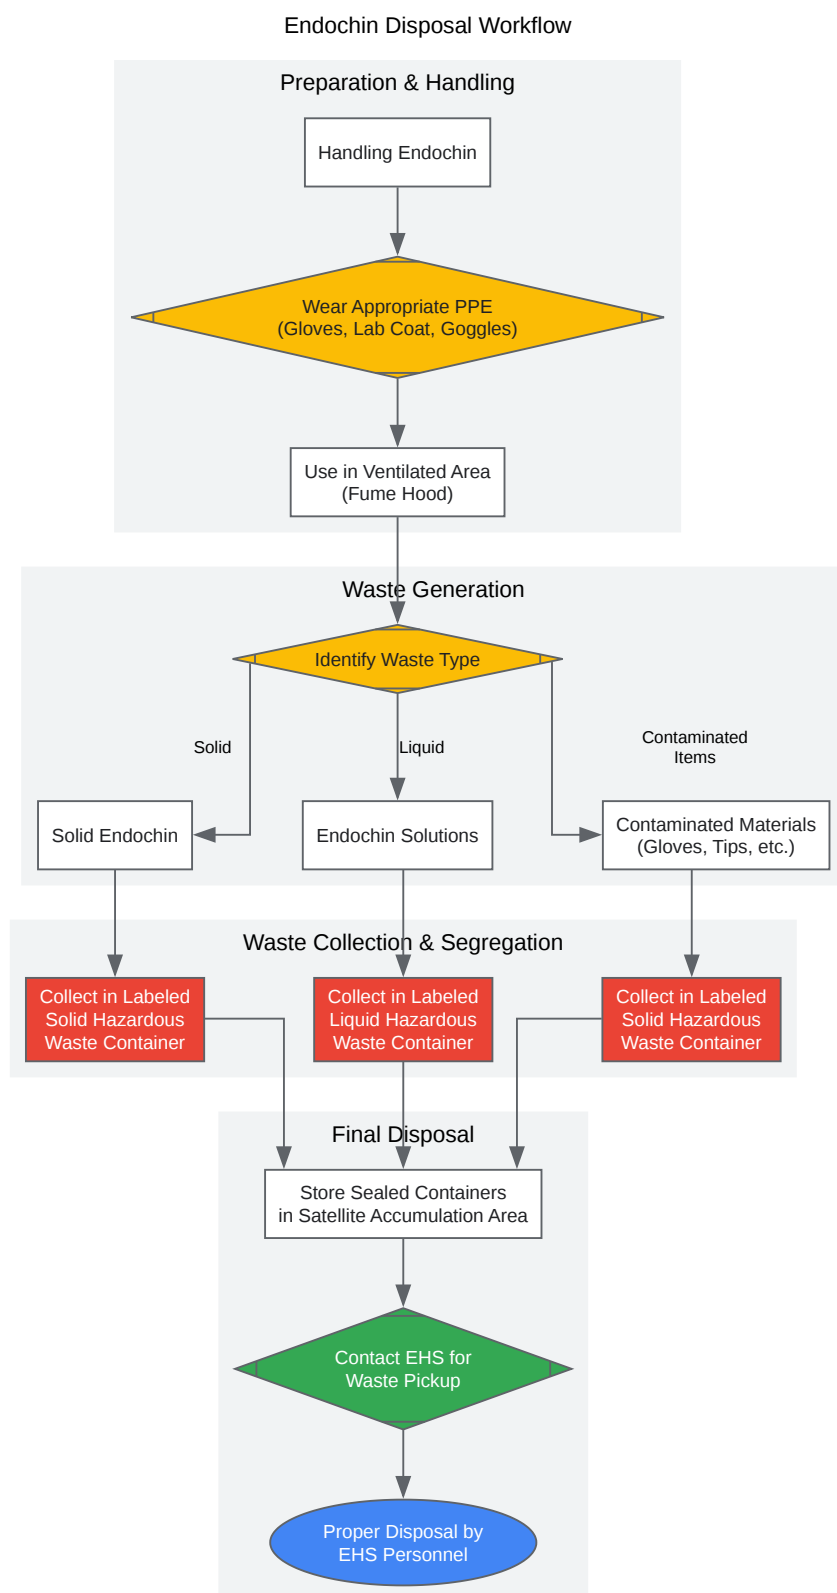 Endochin Disposal Workflow
Preparation & Handling
Handling Endochin
Wear Appropriate PPE
(Gloves, Lab Coat, Goggles)
Use in Ventilated Area
(Fume Hood)
Waste Generation
Identify Waste Type
Solid
Liquid
Contaminated
Items
Solid Endochin
Endochin Solutions
Contaminated Materials
(Gloves, Tips, etc.)
Waste Collection & Segregation
Collect in Labeled
Solid Hazardous
Waste Container
Collect in Labeled
Liquid Hazardous
Waste Container
Collect in Labeled
Solid Hazardous
Waste Container
Final Disposal
Store Sealed Containers
in Satellite Accumulation Area
Contact EHS for
Waste Pickup
Proper Disposal by
EHS Personnel